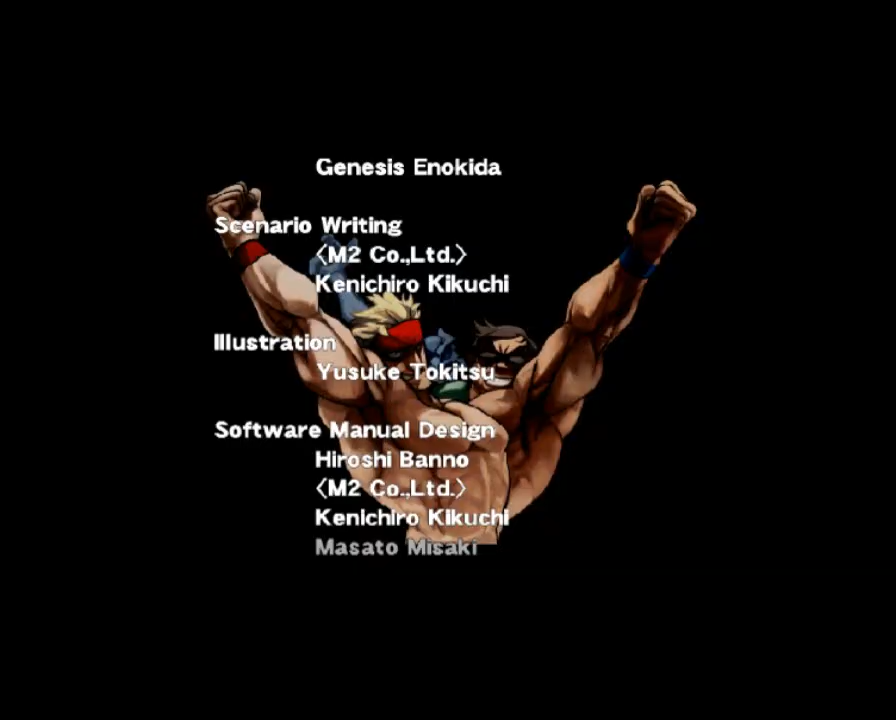 Genesis Enokida
Scenario Writing
〈M2 Co.,Ltd.〉
Kenichiro Kikuchi
Illustration
Yusuke Tokitsu
Software Manual Design
Hiroshi Banno
〈M2 Co.,Ltd.〉
Kenichiro Kikuchi
Masato Misaki